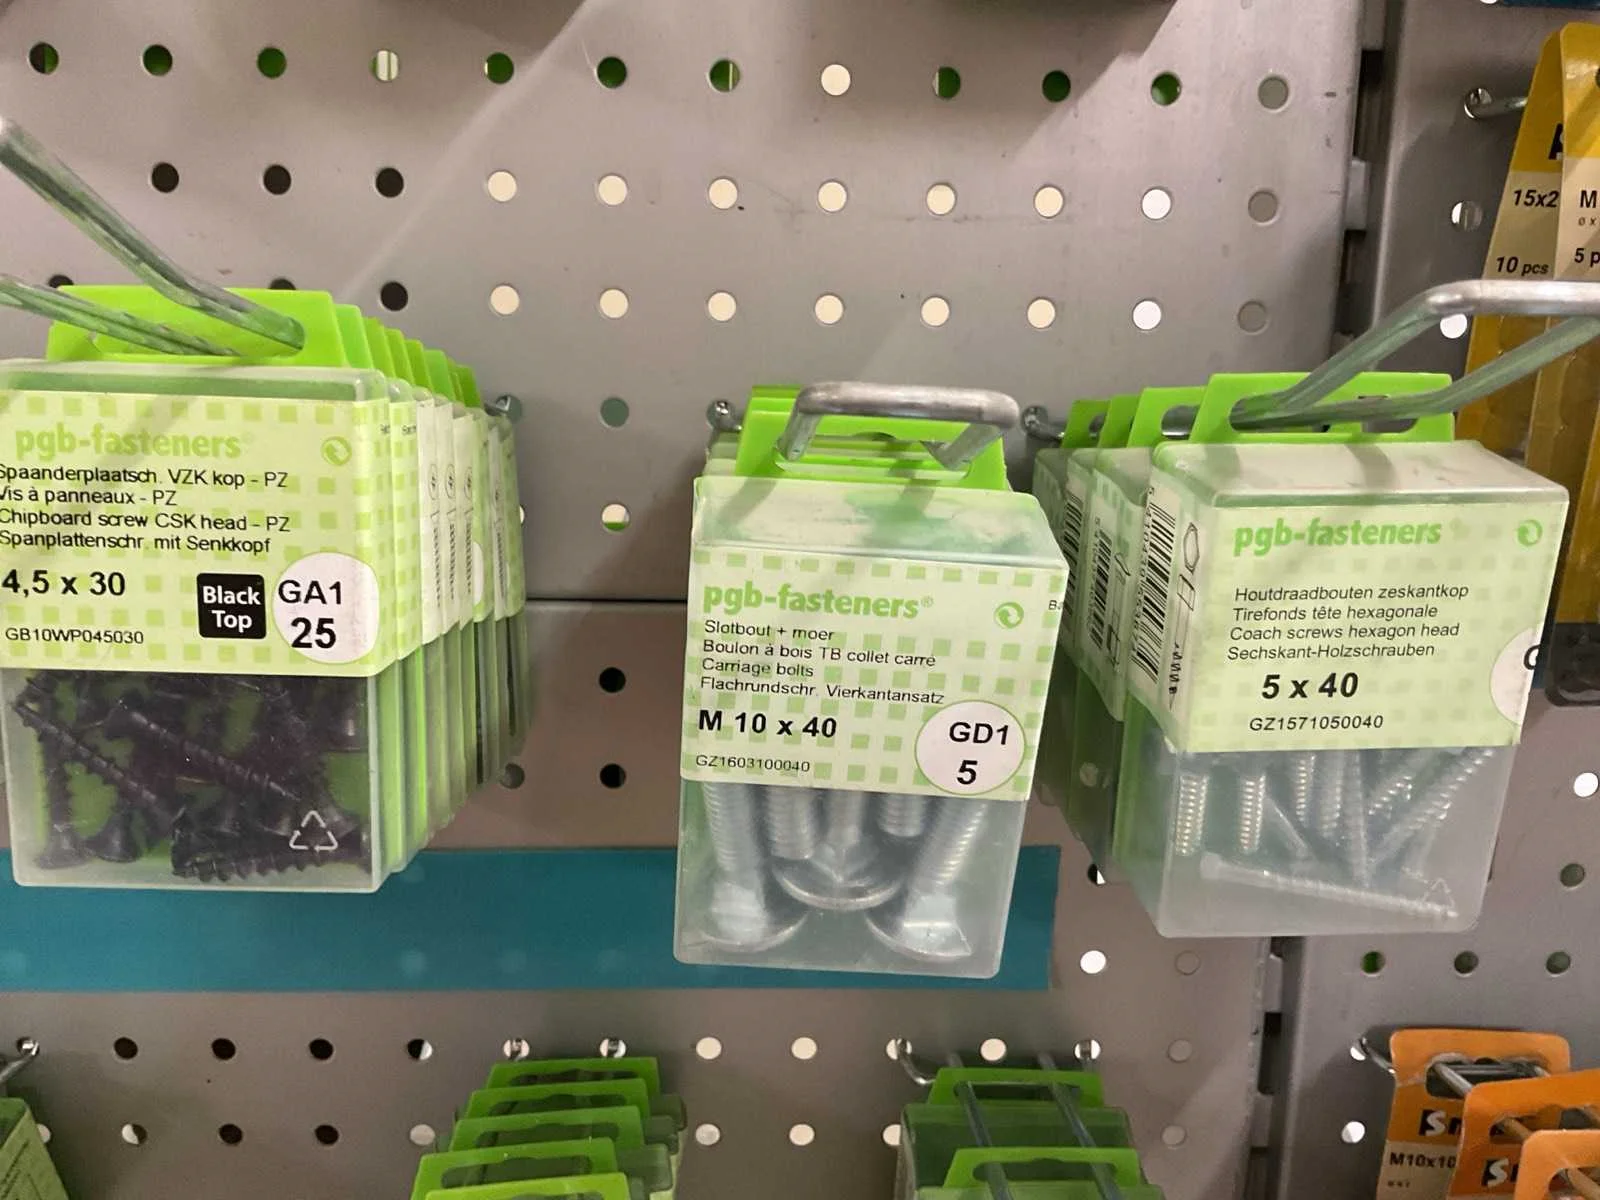 pgb-fasteners®
Spaanderplaatsch. VZK kop - PZ
Vis à panneaux - PZ
Chipboard screw CSK head - PZ
Spanplattenschr. mit Senkkopf
4,5 x 30
Black
Top
GA1
25
GB10WP045030
pgb-fasteners®
Slotbout + moer
Boulon à bois TB collet carré
Carriage bolts
Flachrundschr. Vierkantansatz
M 10 x 40
GD1
5
GZ1603100040
pgb-fasteners
Houtdraadbouten zeskantkop
Tirefonds tête hexagonale
Coach screws hexagon head
Sechskant-Holzschrauben
5 x 40
GZ1571050040
15x2
M
10 pcs
5 p
M10x10